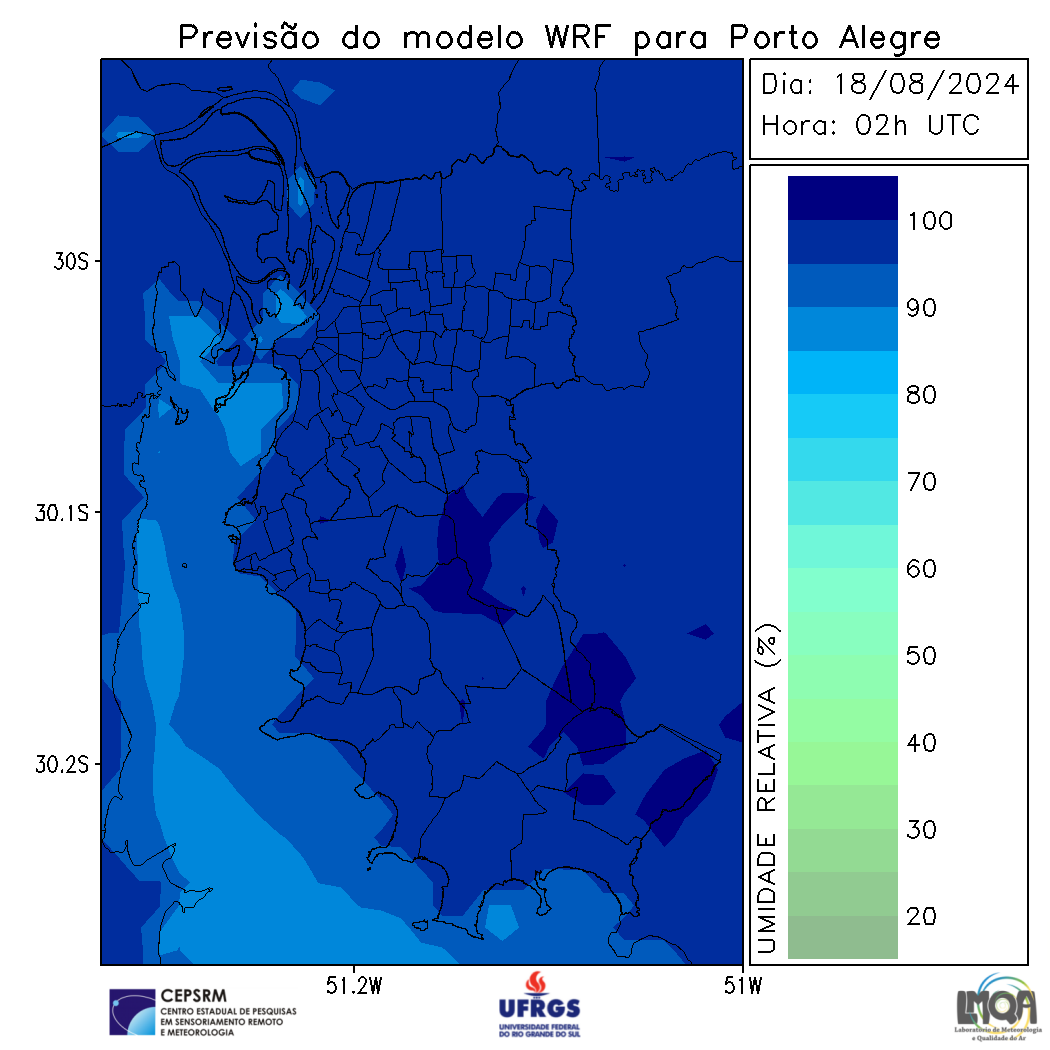 Previsão do modelo WRF para Porto Alegre
Dia: 18/08/2024
Hora: 02h UTC
100
90
80
70
60
50
40
30
20
UMIDADE RELATIVA (%)
30S
30.1S
30.2S
51.2W
51W
CEPSRM
CENTRO ESTADUAL DE PESQUISAS
EM SENSORIAMENTO REMOTO
E METEOROLOGIA
UFRGS
UNIVERSIDADE FEDERAL
DO RIO GRANDE DO SUL
LMQA
Laboratório de Meteorologia
e Qualidade do Ar